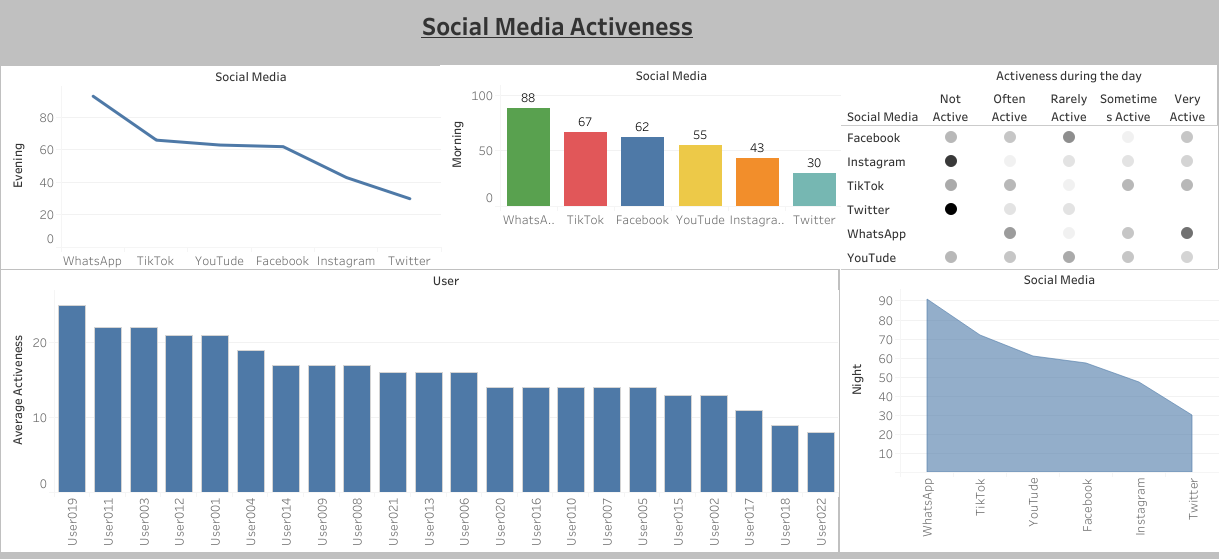 Social Media Activeness
Social Media
Evening
80
60
40
20
0
WhatsApp TikTok YouTude Facebook Instagram Twitter
Social Media
Morning
100
50
0
88
67
62
55
43
30
WhatsA.. TikTok Facebook YouTude Instagra.. Twitter
Activeness during the day
Social Media
Not
Active
Often
Active
Rarely
Active
Sometime
s Active
Very
Active
Facebook
Instagram
TikTok
Twitter
WhatsApp
YouTude
User
Average Activeness
20
10
0
User019
User011
User003
User012
User001
User004
User014
User009
User008
User021
User013
User006
User020
User016
User010
User007
User005
User015
User002
User017
User018
User022
Social Media
Night
90
80
70
60
50
40
30
20
10
WhatsApp
TikTok
YouTude
Facebook
Instagram
Twitter